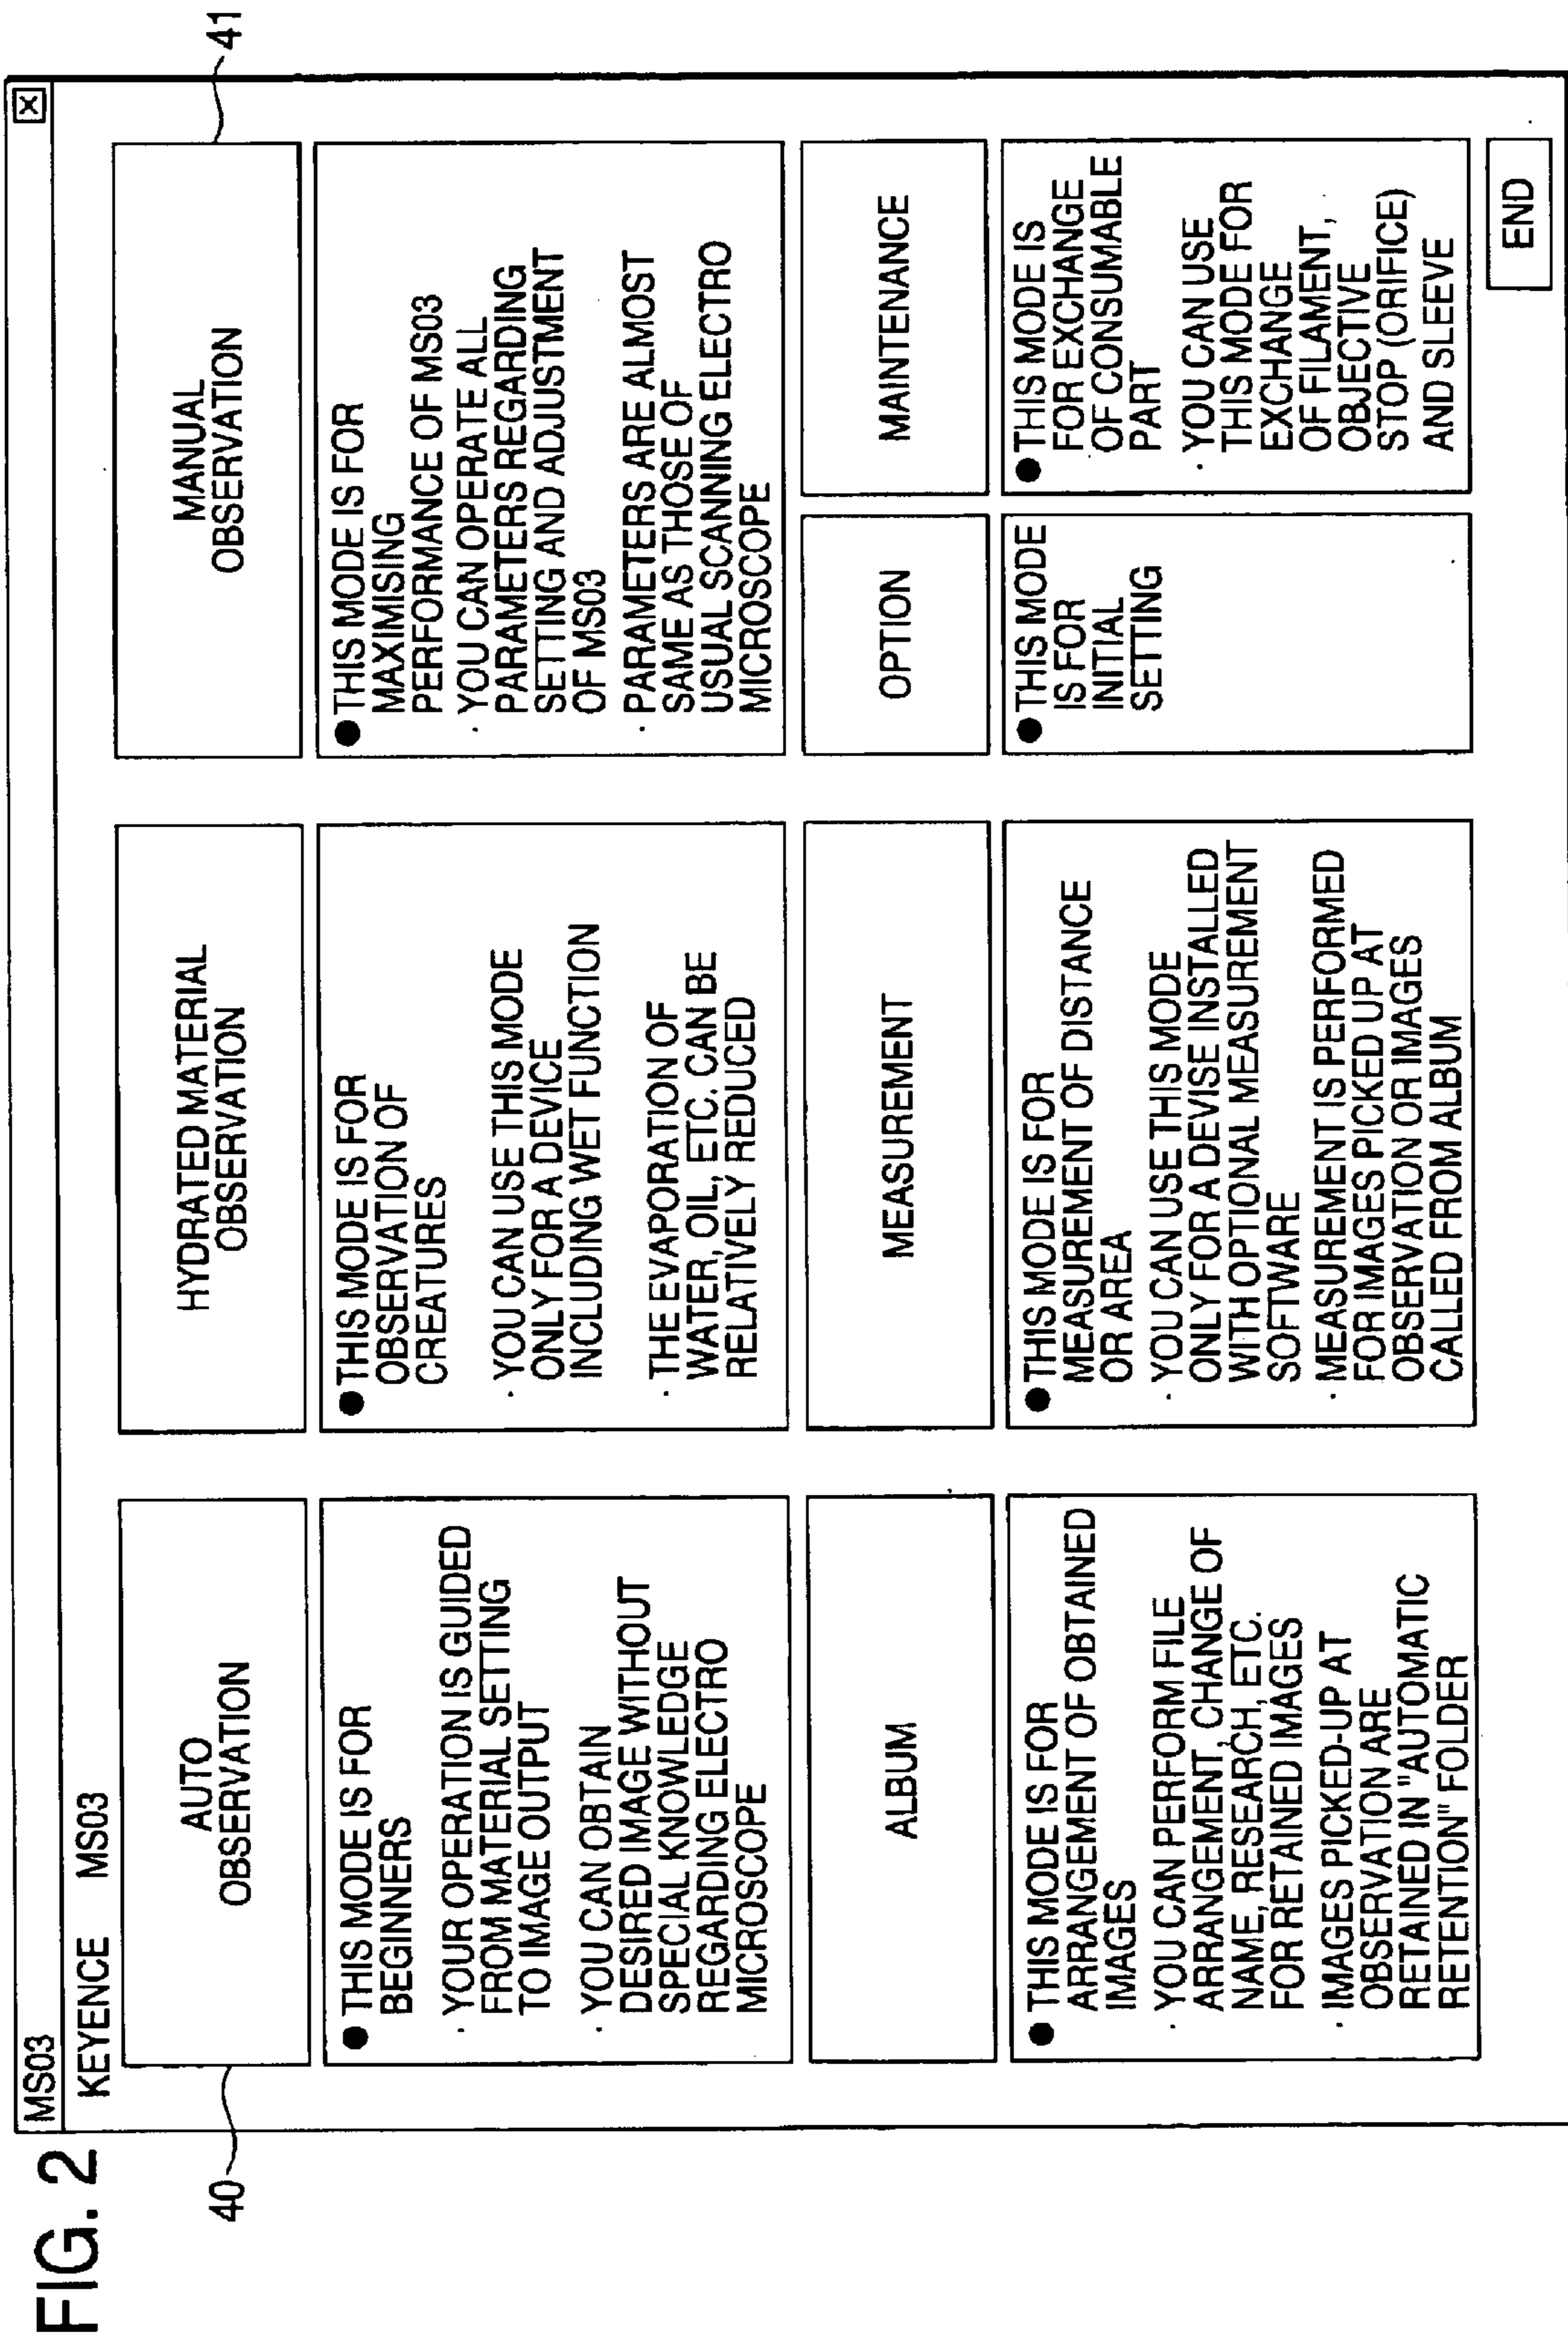 FIG. 2
MS03
X
KEYENCE MS03
40
AUTO
OBSERVATION
● THIS MODE IS FOR
BEGINNERS
· YOUR OPERATION IS GUIDED
FROM MATERIAL SETTING
TO IMAGE OUTPUT
· YOU CAN OBTAIN
DESIRED IMAGE WITHOUT
SPECIAL KNOWLEDGE
REGARDING ELECTRO
MICROSCOPE
HYDRATED MATERIAL
OBSERVATION
● THIS MODE IS FOR
OBSERVATION OF
CREATURES
· YOU CAN USE THIS MODE
ONLY FOR A DEVICE
INCLUDING WET FUNCTION
· THE EVAPORATION OF
WATER, OIL, ETC. CAN BE
RELATIVELY REDUCED
41
MANUAL
OBSERVATION
● THIS MODE IS FOR
MAXIMISING
PERFORMANCE OF MS03
· YOU CAN OPERATE ALL
PARAMETERS REGARDING
SETTING AND ADJUSTMENT
OF MS03
· PARAMETERS ARE ALMOST
SAME AS THOSE OF
USUAL SCANNING ELECTRO
MICROSCOPE
ALBUM
● THIS MODE IS FOR
ARRANGEMENT OF OBTAINED
IMAGES
· YOU CAN PERFORM FILE
ARRANGEMENT, CHANGE OF
NAME, RESEARCH, ETC.
FOR RETAINED IMAGES
· IMAGES PICKED-UP AT
OBSERVATION ARE
RETAINED IN "AUTOMATIC
RETENTION" FOLDER
MEASUREMENT
● THIS MODE IS FOR
MEASUREMENT OF DISTANCE
OR AREA
· YOU CAN USE THIS MODE
ONLY FOR A DEVISE INSTALLED
WITH OPTIONAL MEASUREMENT
SOFTWARE
· MEASUREMENT IS PERFORMED
FOR IMAGES PICKED UP AT
OBSERVATION OR IMAGES
CALLED FROM ALBUM
OPTION
● THIS MODE
IS FOR
INITIAL
SETTING
MAINTENANCE
● THIS MODE IS
FOR EXCHANGE
OF CONSUMABLE
PART
· YOU CAN USE
THIS MODE FOR
EXCHANGE
OF FILAMENT,
OBJECTIVE
STOP (ORIFICE)
AND SLEEVE
END